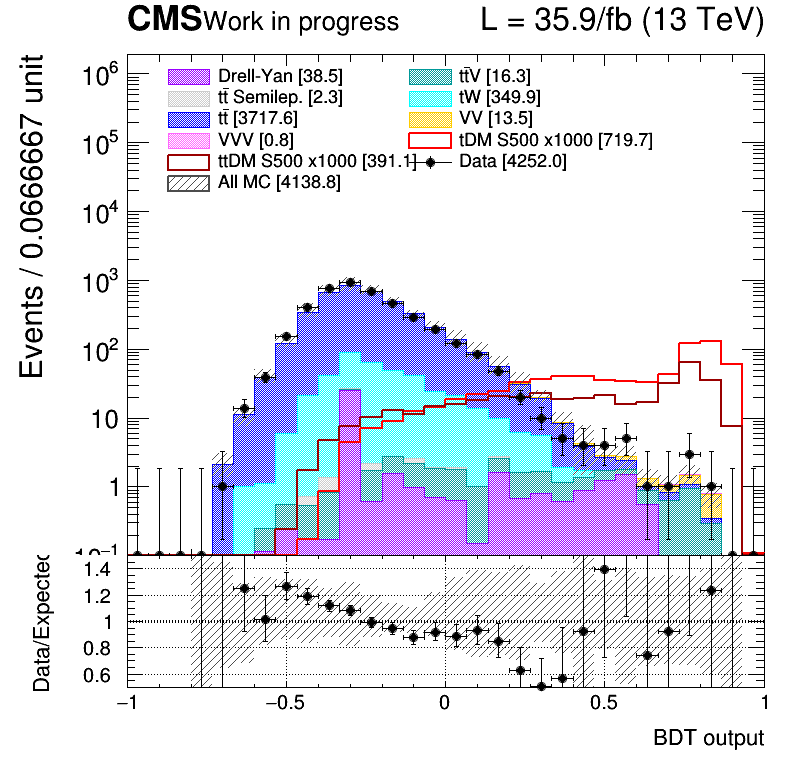 CMS Work in progress L = 35.9/fb (13 TeV)
Events / 0.0666667 unit
Drell-Yan [38.5]
tt̄V [16.3]
tt̄ Semilep. [2.3]
tW [349.9]
tt̄ [3717.6]
VV [13.5]
VVV [0.8]
tDM S500 x1000 [719.7]
ttDM S500 x1000 [391.1]
Data [4252.0]
All MC [4138.8]
10⁶
10⁵
10⁴
10³
10²
10
1
10⁻¹
Data/Expected
1.4
1.2
1
0.8
0.6
−1 −0.5 0 0.5 1
BDT output